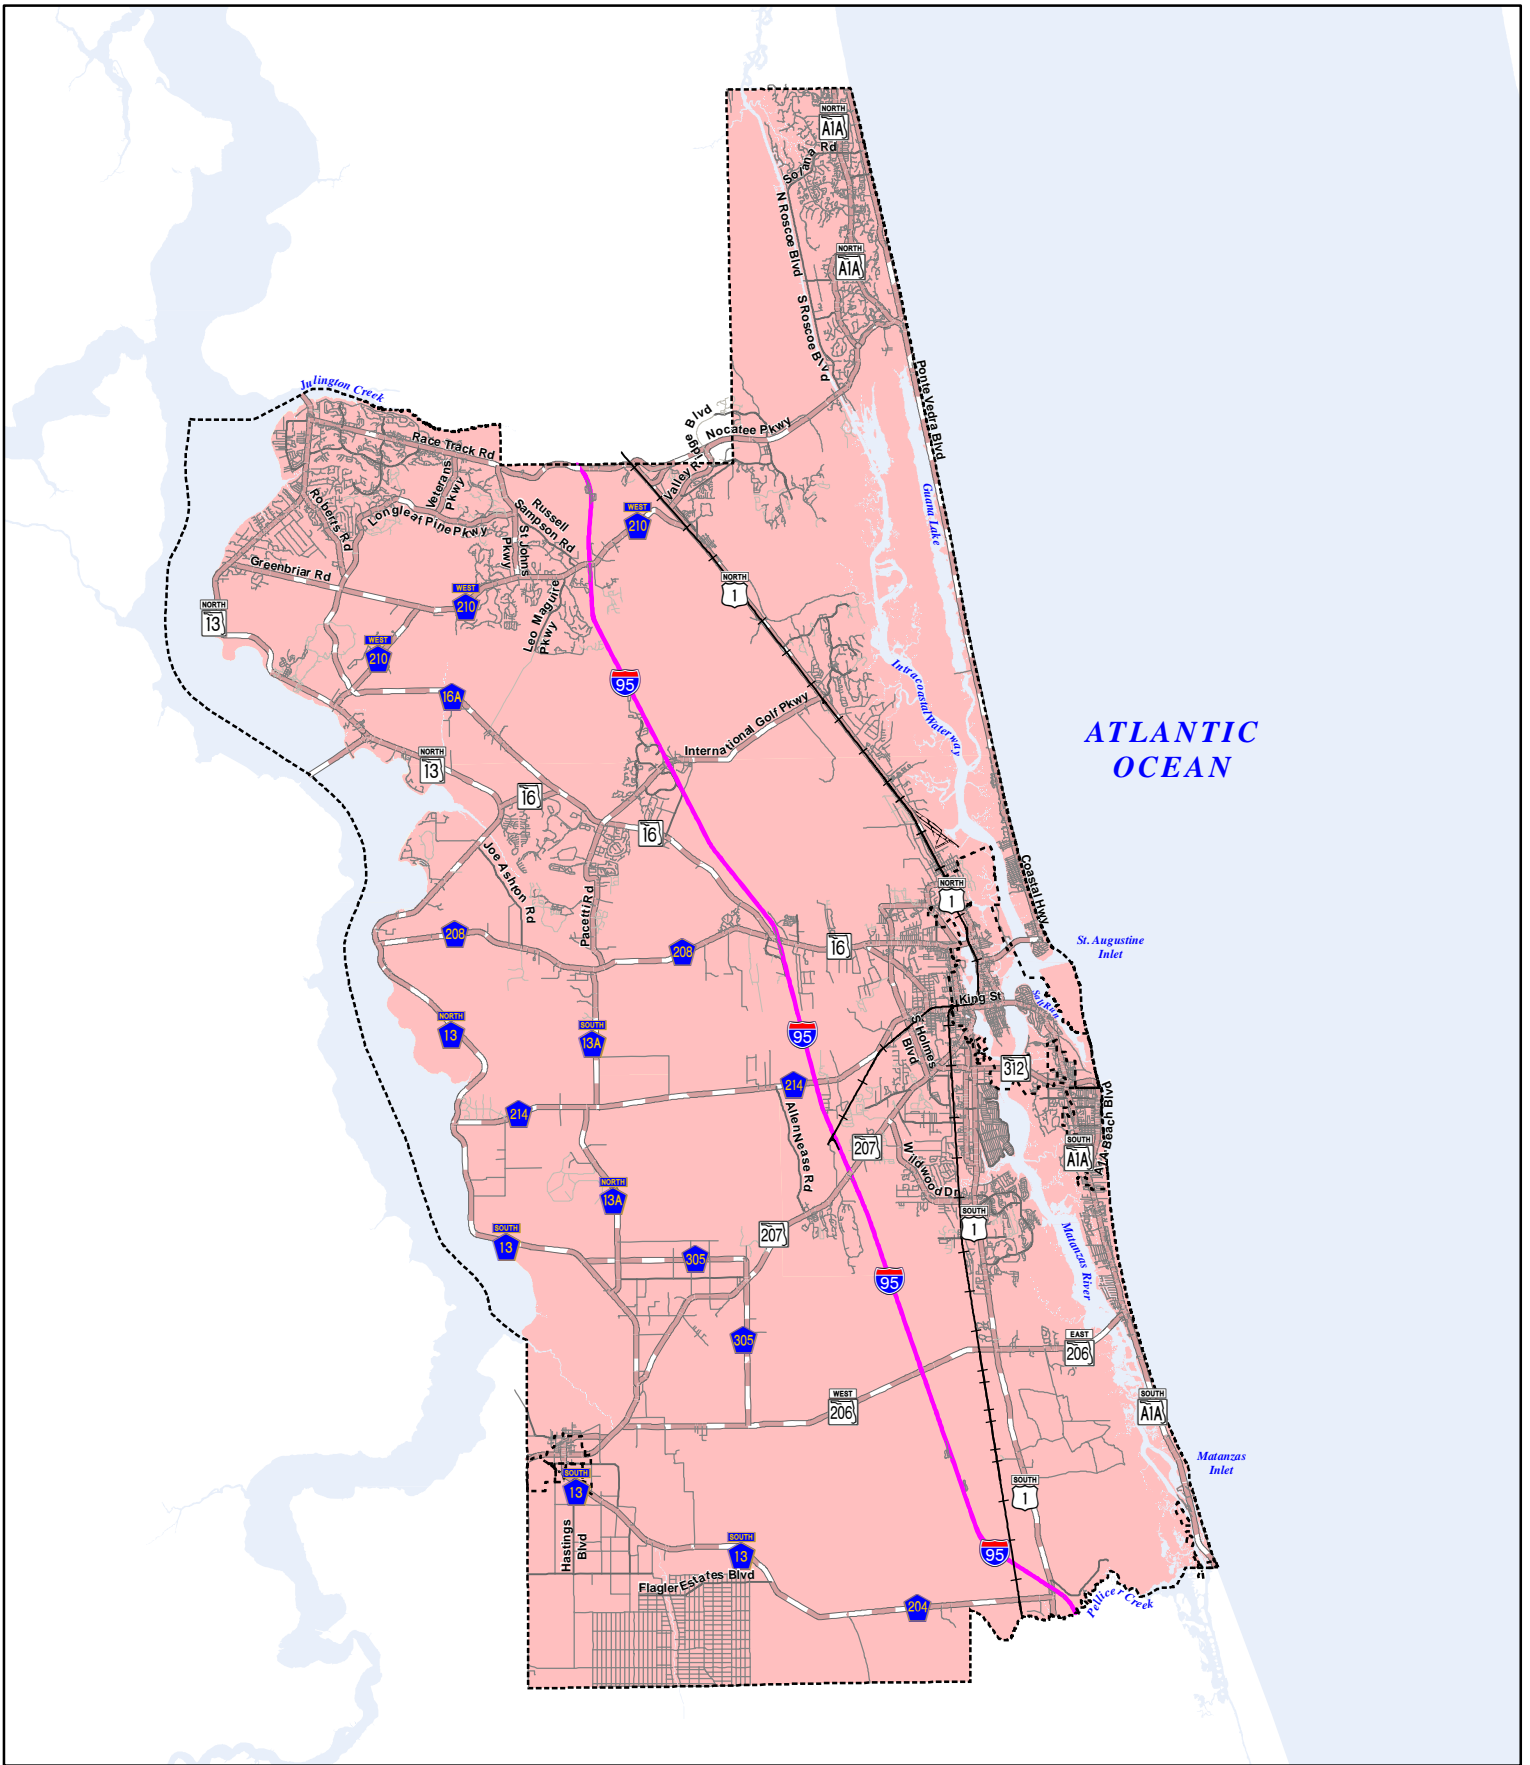 NORTH
A1A
Solana Rd
N Roscoe Blvd
NORTH
A1A
S Roscoe Blvd
Ponte Vedra Blvd
Julington Creek
Race Track Rd
Valley Ridge Blvd
Nocatee Pkwy
Veterans
Pkwy
Roberts Rd
Longleaf Pine Pkwy
Russell
Sampson Rd
St Johns
Pkwy
WEST
210
Guana Lake
Greenbriar Rd
WEST
210
Leo Maguire
Pkwy
NORTH
1
NORTH
13
WEST
210
16A
95
Intracoastal Waterway
International Golf Pkwy
ATLANTIC
OCEAN
NORTH
13
16
16
Joe Ashton Rd
Pacetti Rd
Coastal Hwy
NORTH
1
208
208
16
St. Augustine
Inlet
King St
Salt Run
NORTH
13
SOUTH
13A
95
S Holmes
Blvd
312
214
214
Allen Nease Rd
207
Wildwood Dr
SOUTH
A1A
A1A Beach Blvd
NORTH
13A
SOUTH
13
207
SOUTH
1
305
95
Matanzas River
305
EAST
206
WEST
206
SOUTH
A1A
Matanzas
Inlet
SOUTH
13
SOUTH
1
Hastings
Blvd
SOUTH
13
95
Flagler Estates Blvd
204
Pellicer Creek